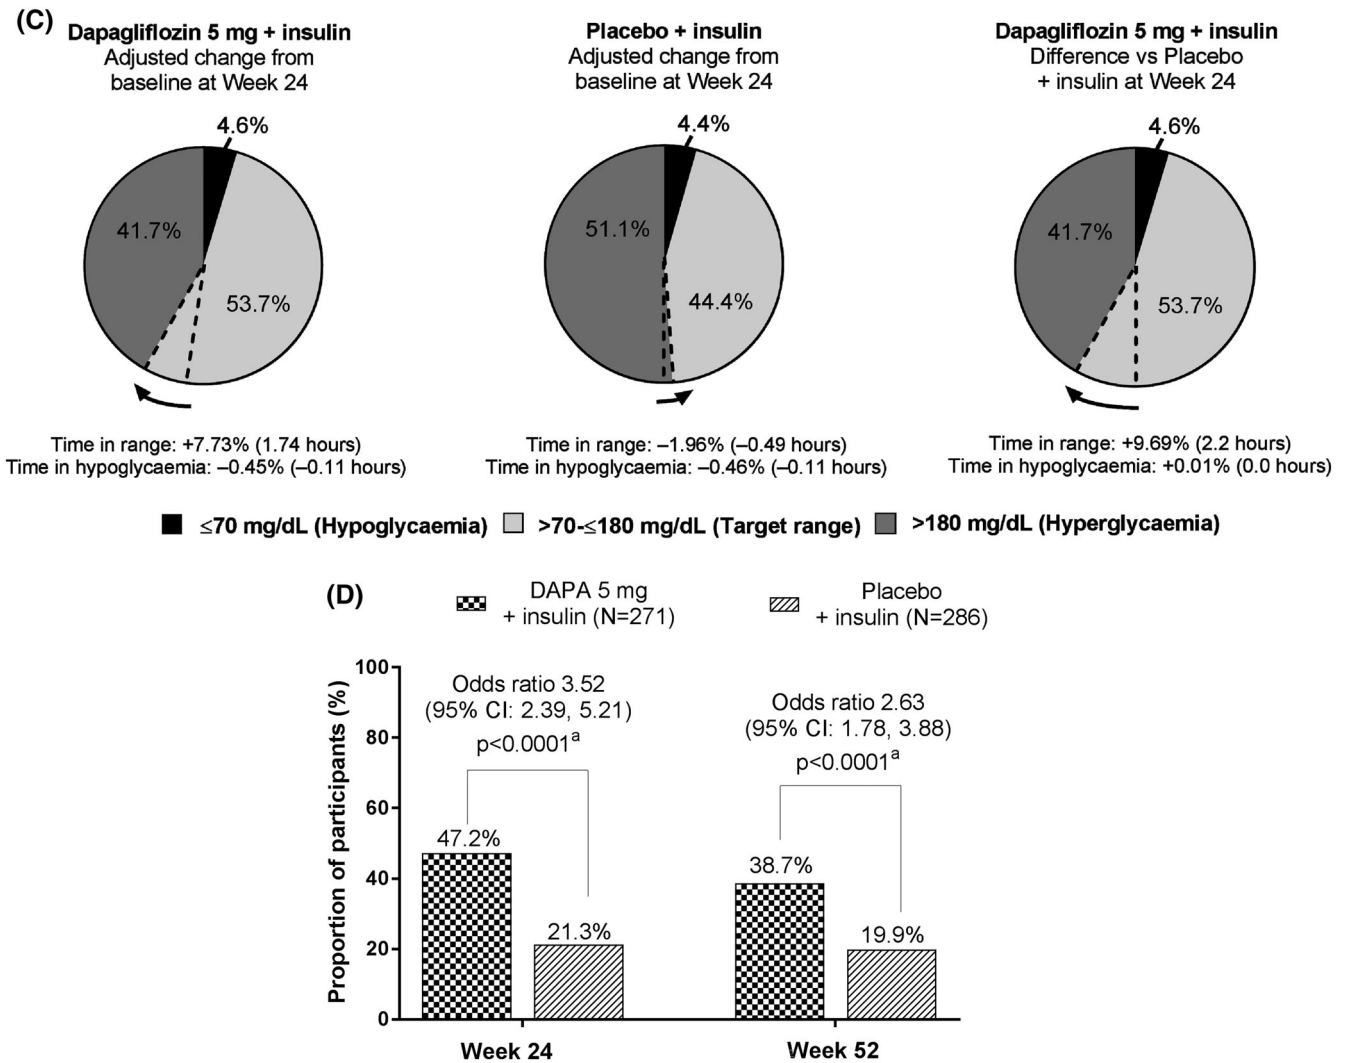 (C)
Dapagliflozin 5 mg + insulin
Adjusted change from
baseline at Week 24
4.6%
41.7%
53.7%
Time in range: +7.73% (1.74 hours)
Time in hypoglycaemia: –0.45% (–0.11 hours)
Placebo + insulin
Adjusted change from
baseline at Week 24
4.4%
51.1%
44.4%
Time in range: –1.96% (–0.49 hours)
Time in hypoglycaemia: –0.46% (–0.11 hours)
Dapagliflozin 5 mg + insulin
Difference vs Placebo
+ insulin at Week 24
4.6%
41.7%
53.7%
Time in range: +9.69% (2.2 hours)
Time in hypoglycaemia: +0.01% (0.0 hours)
≤70 mg/dL (Hypoglycaemia)
>70-≤180 mg/dL (Target range)
>180 mg/dL (Hyperglycaemia)
(D)
DAPA 5 mg
+ insulin (N=271)
Placebo
+ insulin (N=286)
Proportion of participants (%)
100
80
60
40
20
0
Odds ratio 3.52
(95% CI: 2.39, 5.21)
p<0.0001ᵃ
47.2%
21.3%
Odds ratio 2.63
(95% CI: 1.78, 3.88)
p<0.0001ᵃ
38.7%
19.9%
Week 24
Week 52